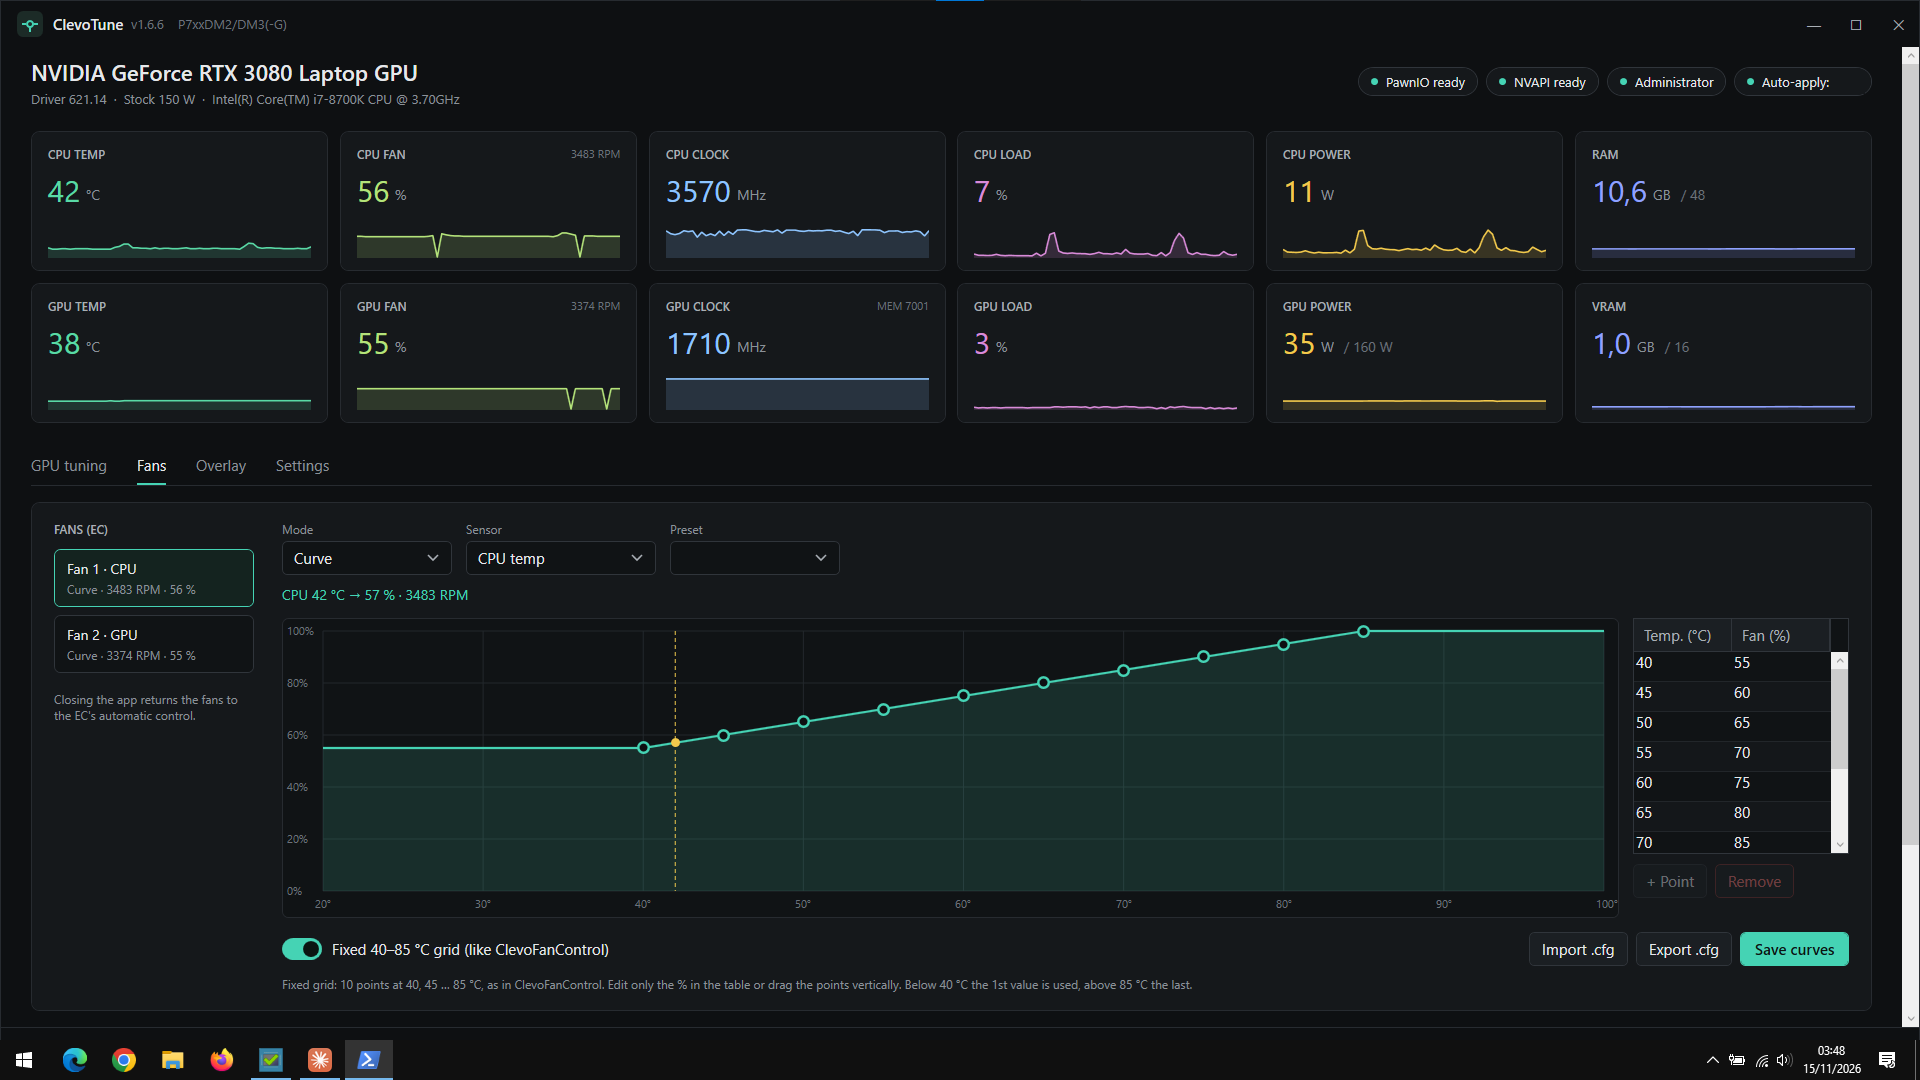 ClevoTune v1.6.6 P7xxDM2/DM3(-G)
NVIDIA GeForce RTX 3080 Laptop GPU
Driver 621.14 · Stock 150 W · Intel(R) Core(TM) i7-8700K CPU @ 3.70GHz
PawnIO ready
NVAPI ready
Administrator
Auto-apply:
CPU TEMP
42 °C
CPU FAN 3483 RPM
56 %
CPU CLOCK
3570 MHz
CPU LOAD
7 %
CPU POWER
11 W
RAM
10,6 GB / 48
GPU TEMP
38 °C
GPU FAN 3374 RPM
55 %
GPU CLOCK MEM 7001
1710 MHz
GPU LOAD
3 %
GPU POWER
35 W / 160 W
VRAM
1,0 GB / 16
GPU tuning Fans Overlay Settings
FANS (EC)
Fan 1 · CPU
Curve · 3483 RPM · 56 %
Fan 2 · GPU
Curve · 3374 RPM · 55 %
Closing the app returns the fans to
the EC's automatic control.
Mode Sensor Preset
Curve CPU temp
CPU 42 °C → 57 % · 3483 RPM
100%
80%
60%
40%
20%
0%
20° 30° 40° 50° 60° 70° 80° 90° 100°
Temp. (°C) Fan (%)
40 55
45 60
50 65
55 70
60 75
65 80
70 85
+ Point Remove
Fixed 40–85 °C grid (like ClevoFanControl)
Import .cfg Export .cfg Save curves
Fixed grid: 10 points at 40, 45 ... 85 °C, as in ClevoFanControl. Edit only the % in the table or drag the points vertically. Below 40 °C the 1st value is used, above 85 °C the last.
03:48
15/11/2026